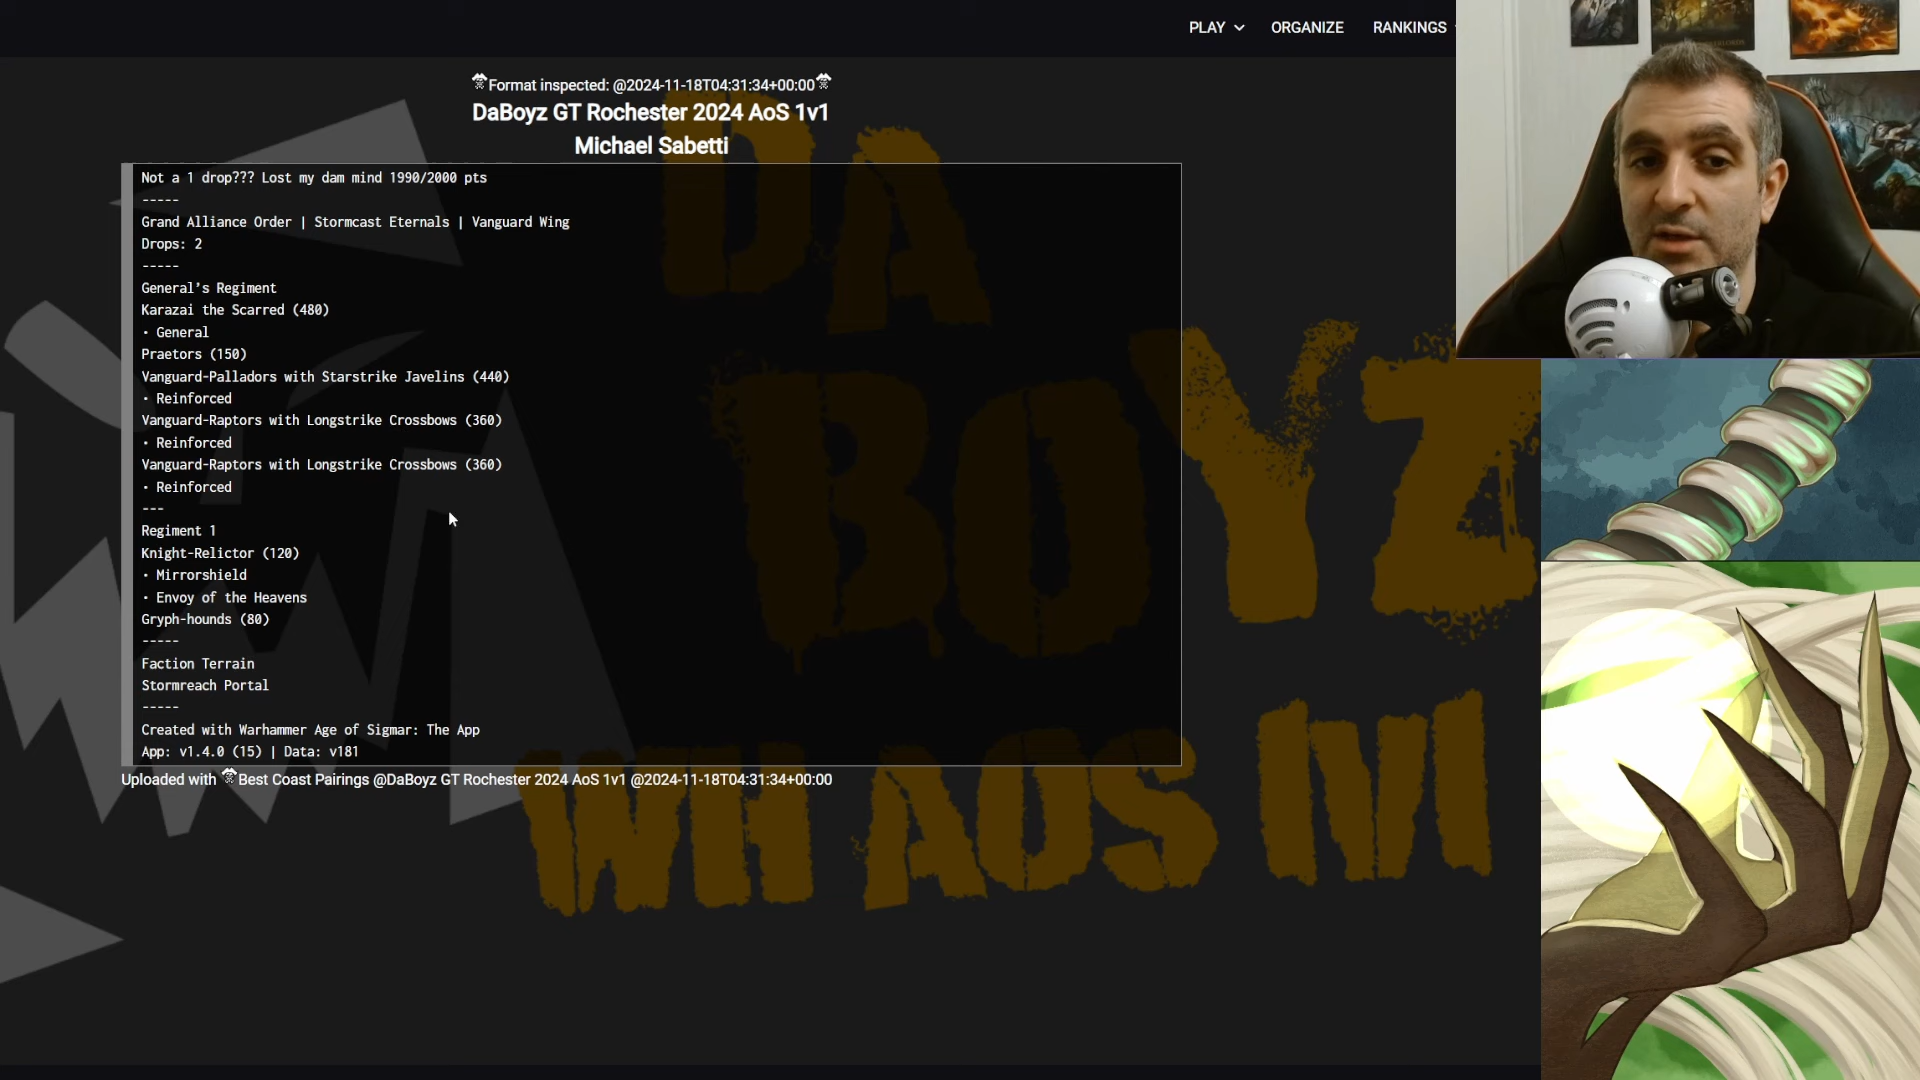 PLAY
ORGANIZE
RANKINGS
Format inspected: @2024-11-18T04:31:34+00:00
DaBoyz GT Rochester 2024 AoS 1v1
Michael Sabetti
Not a 1 drop??? Lost my dam mind 1990/2000 pts
-----
Grand Alliance Order | Stormcast Eternals | Vanguard Wing
Drops: 2
-----
General's Regiment
Karazai the Scarred (480)
• General
Praetors (150)
Vanguard-Palladors with Starstrike Javelins (440)
• Reinforced
Vanguard-Raptors with Longstrike Crossbows (360)
• Reinforced
Vanguard-Raptors with Longstrike Crossbows (360)
• Reinforced
---
Regiment 1
Knight-Relictor (120)
• Mirrorshield
• Envoy of the Heavens
Gryph-hounds (80)
-----
Faction Terrain
Stormreach Portal
-----
Created with Warhammer Age of Sigmar: The App
App: v1.4.0 (15) | Data: v181
Uploaded with Best Coast Pairings @DaBoyz GT Rochester 2024 AoS 1v1 @2024-11-18T04:31:34+00:00
DA
BOYZ